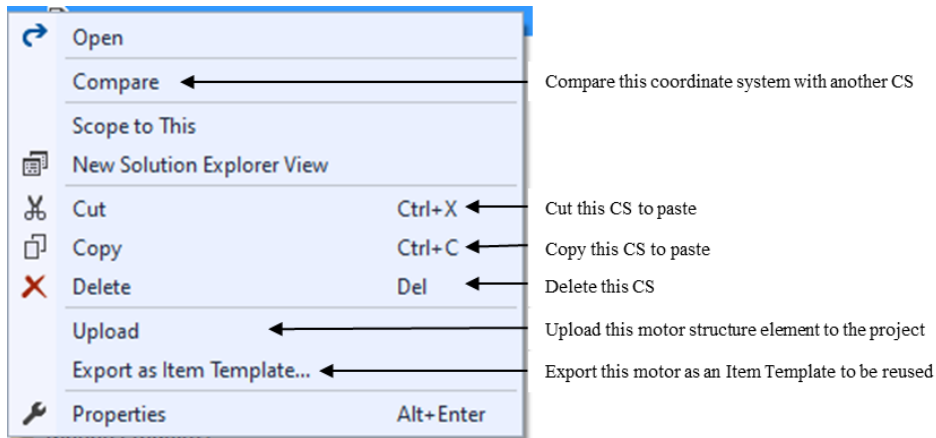 Open
Compare Compare this coordinate system with another CS
Scope to This
New Solution Explorer View
Cut Ctrl+X Cut this CS to paste
Copy Ctrl+C Copy this CS to paste
Delete Del Delete this CS
Upload Upload this motor structure element to the project
Export as Item Template... Export this motor as an Item Template to be reused
Properties Alt+Enter